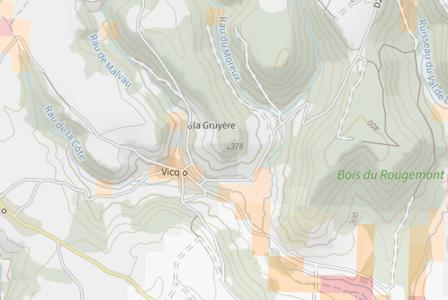 Rau de Malvau
Rau du Moreux
Ruisseau du Val de
Rau de la Côte
la Gruyère
378
400
Vicq
Bois du Rougemont
300